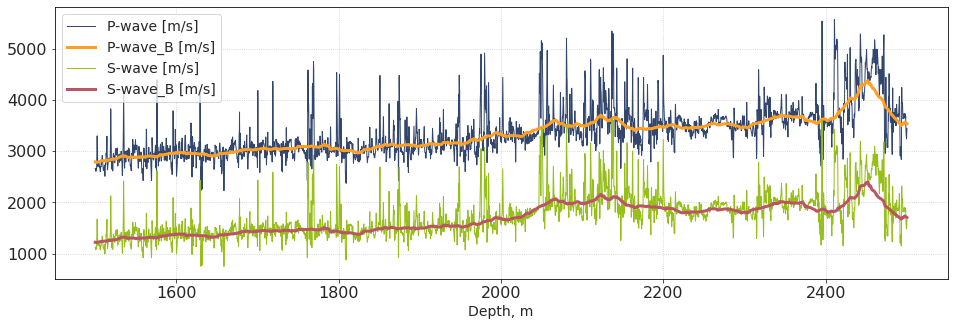 P-wave [m/s]
P-wave_B [m/s]
S-wave [m/s]
S-wave_B [m/s]
5000
4000
3000
2000
1000
1600 1800 2000 2200 2400
Depth, m